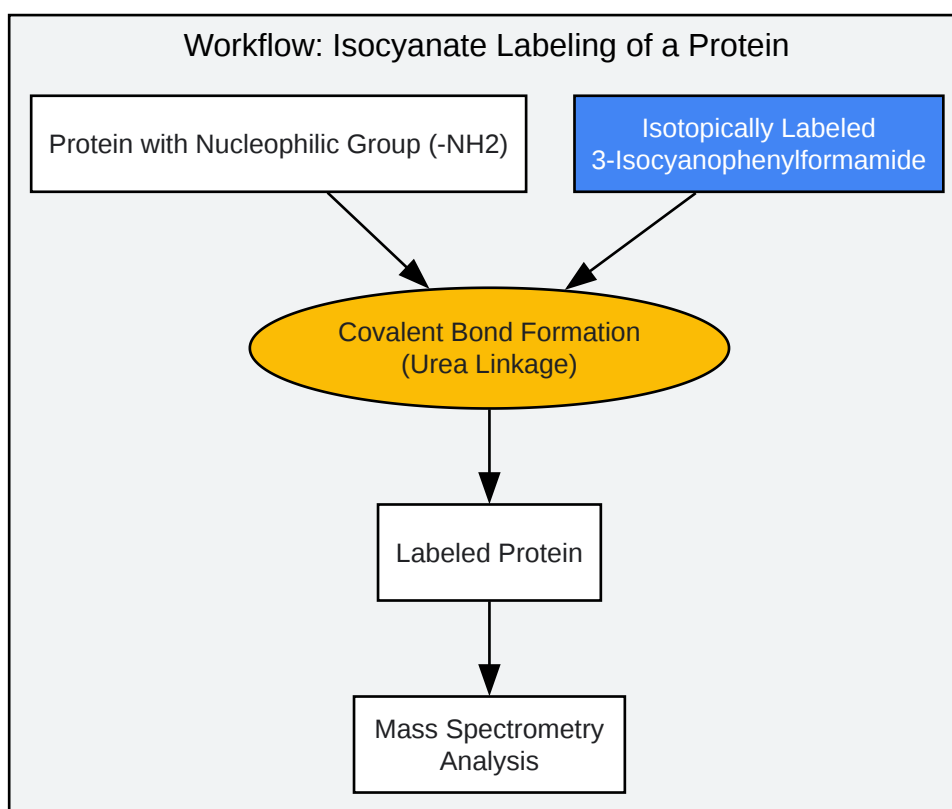 Workflow: Isocyanate Labeling of a Protein
Protein with Nucleophilic Group (-NH2)
Isotopically Labeled
3-Isocyanophenylformamide
Covalent Bond Formation
(Urea Linkage)
Labeled Protein
Mass Spectrometry
Analysis